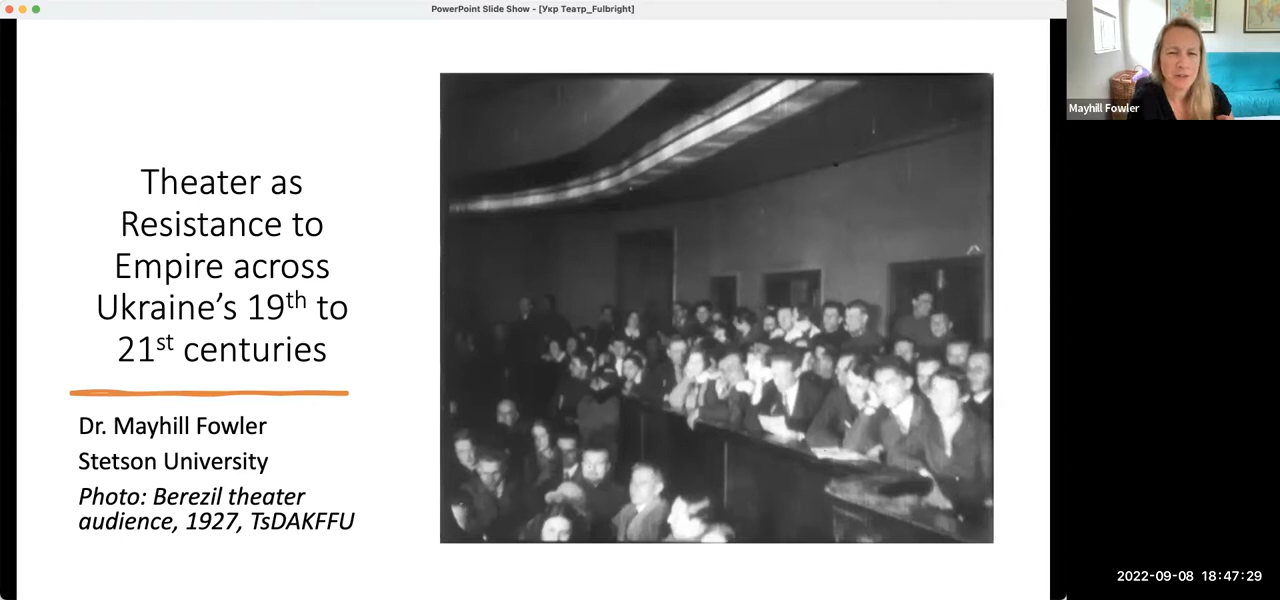 PowerPoint Slide Show - [Укр Театр_Fulbright]
Theater as
Resistance to
Empire across
Ukraine's 19th to
21st centuries
Dr. Mayhill Fowler
Stetson University
Photo: Berezil theater
audience, 1927, TsDAKFFU
Mayhill Fowler
2022-09-08 18:47:29